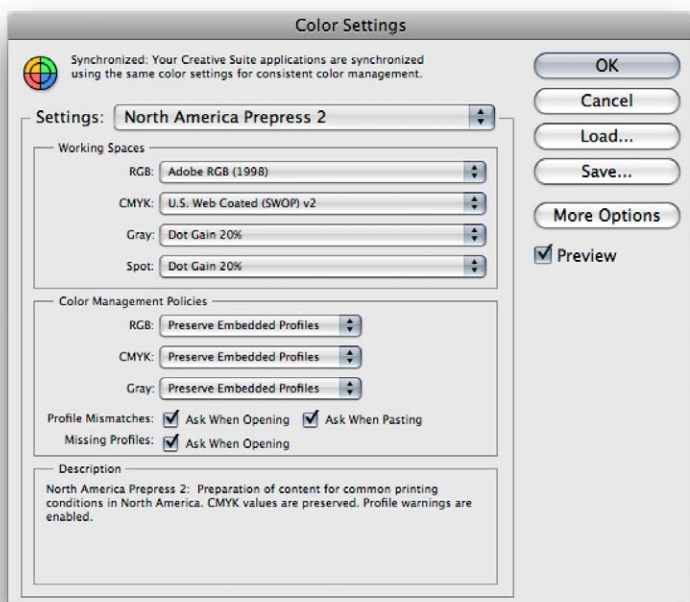 Color Settings
Synchronized: Your Creative Suite applications are synchronized
using the same color settings for consistent color management.
Settings: North America Prepress 2
Working Spaces
RGB: Adobe RGB (1998)
CMYK: U.S. Web Coated (SWOP) v2
Gray: Dot Gain 20%
Spot: Dot Gain 20%
Color Management Policies
RGB: Preserve Embedded Profiles
CMYK: Preserve Embedded Profiles
Gray: Preserve Embedded Profiles
Profile Mismatches: Ask When Opening Ask When Pasting
Missing Profiles: Ask When Opening
Description
North America Prepress 2: Preparation of content for common printing
conditions in North America. CMYK values are preserved. Profile warnings are
enabled.
OK
Cancel
Load...
Save...
More Options
Preview